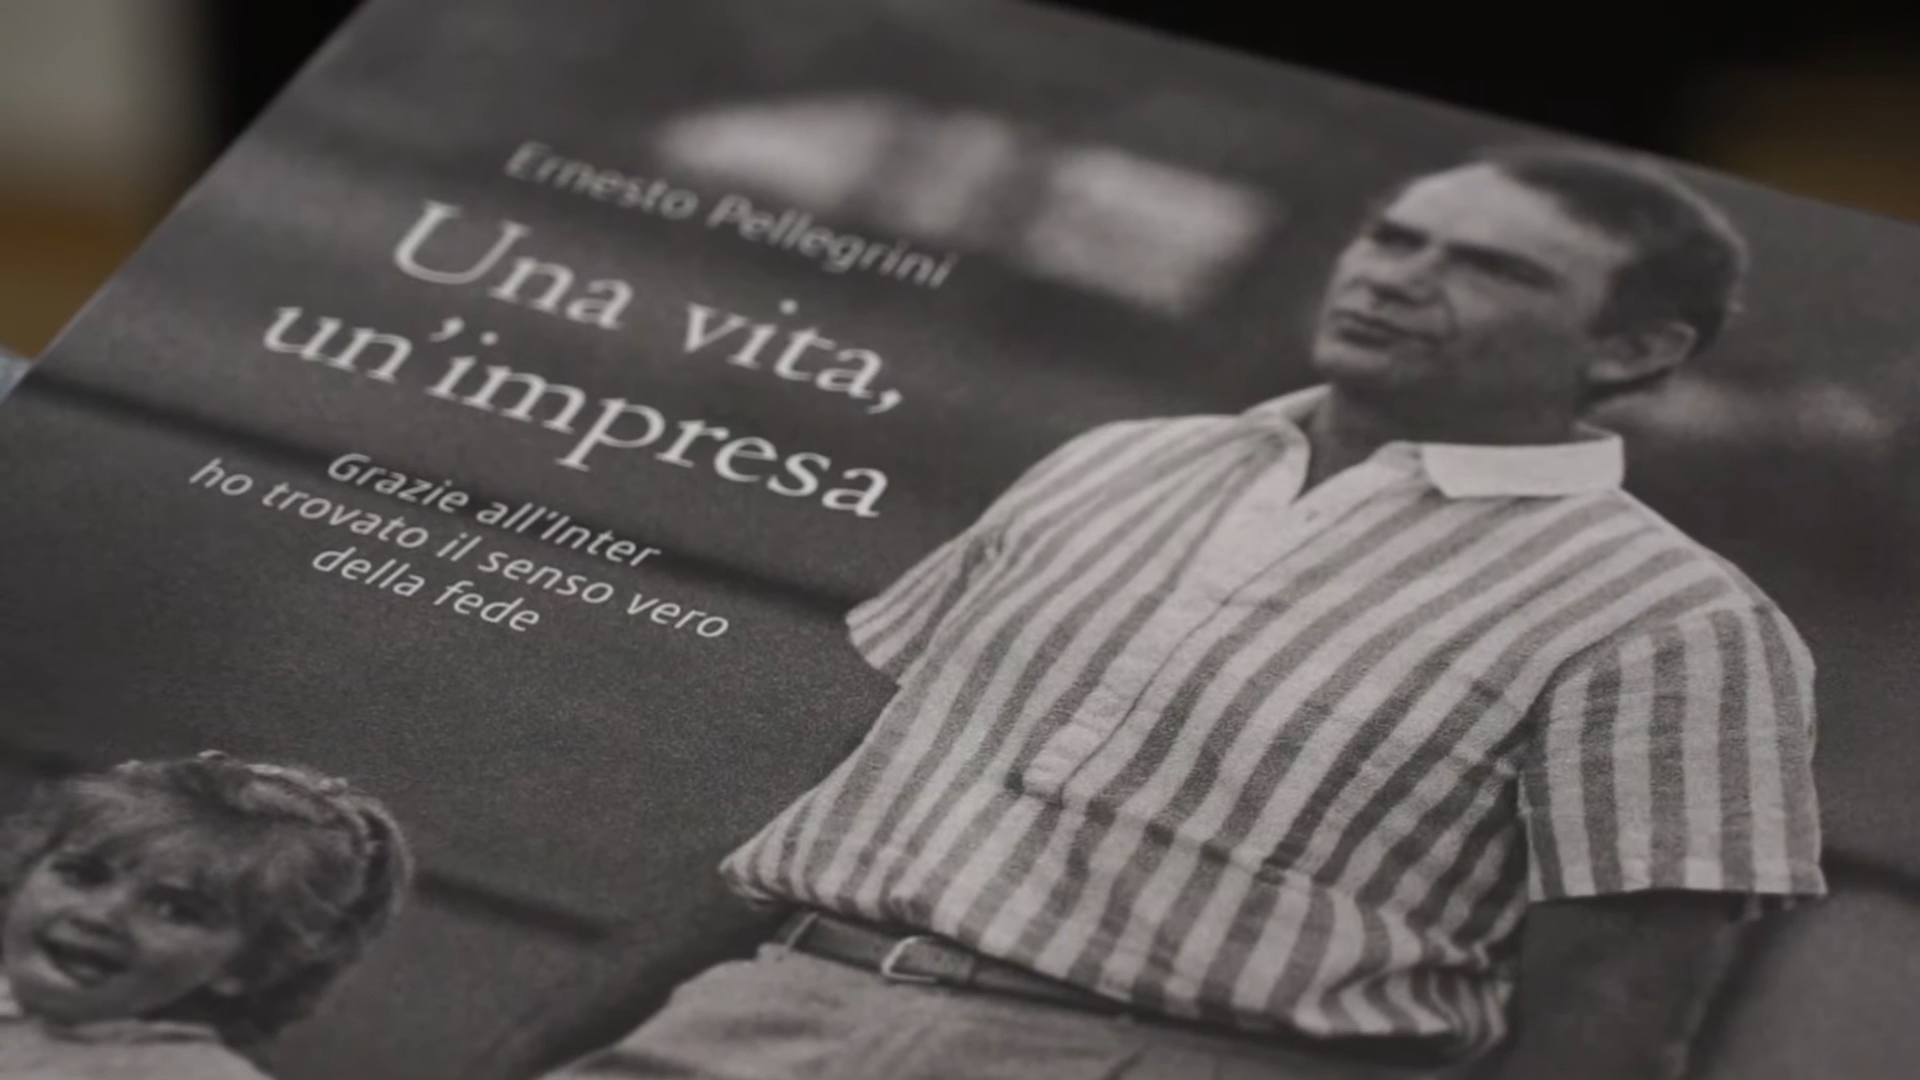 Ernesto Pellegrini
Una vita,
un'impresa
Grazie all'Inter
ho trovato il senso vero
della fede